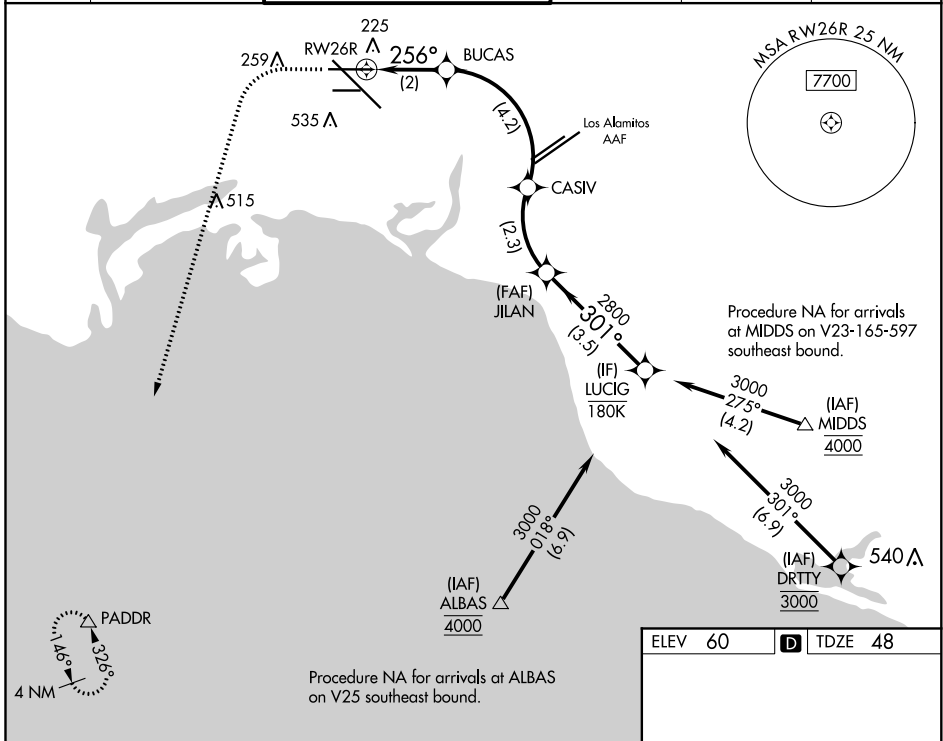 225
RW26R
256°
BUCAS
259
(2)
MSA RW26R 25 NM
7700
535
(4.2)
Los Alamitos
AAF
CASIV
515
(2.3)
(FAF)
JILAN
2800
301°
(3.5)
Procedure NA for arrivals
at MIDDS on V23-165-597
southeast bound.
(IF)
LUCIG
180K
3000
275°
(4.2)
(IAF)
MIDDS
4000
3000
301°
(6.9)
3000
018°
(6.9)
(IAF)
ALBAS
4000
(IAF)
DRTTY
3000
540
PADDR
146°
326°
4 NM
Procedure NA for arrivals at ALBAS
on V25 southeast bound.
ELEV 60
D
TDZE 48